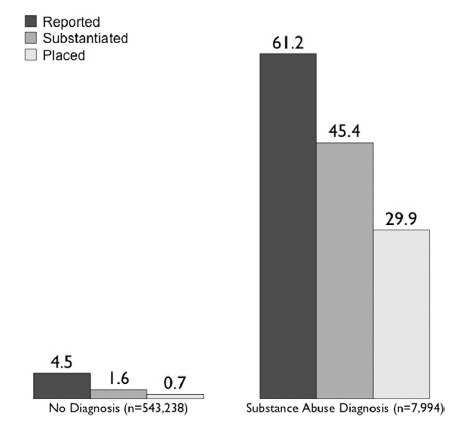 Reported
Substantiated
Placed
61.2
45.4
29.9
4.5
1.6
0.7
No Diagnosis (n=543,238)
Substance Abuse Diagnosis (n=7,994)